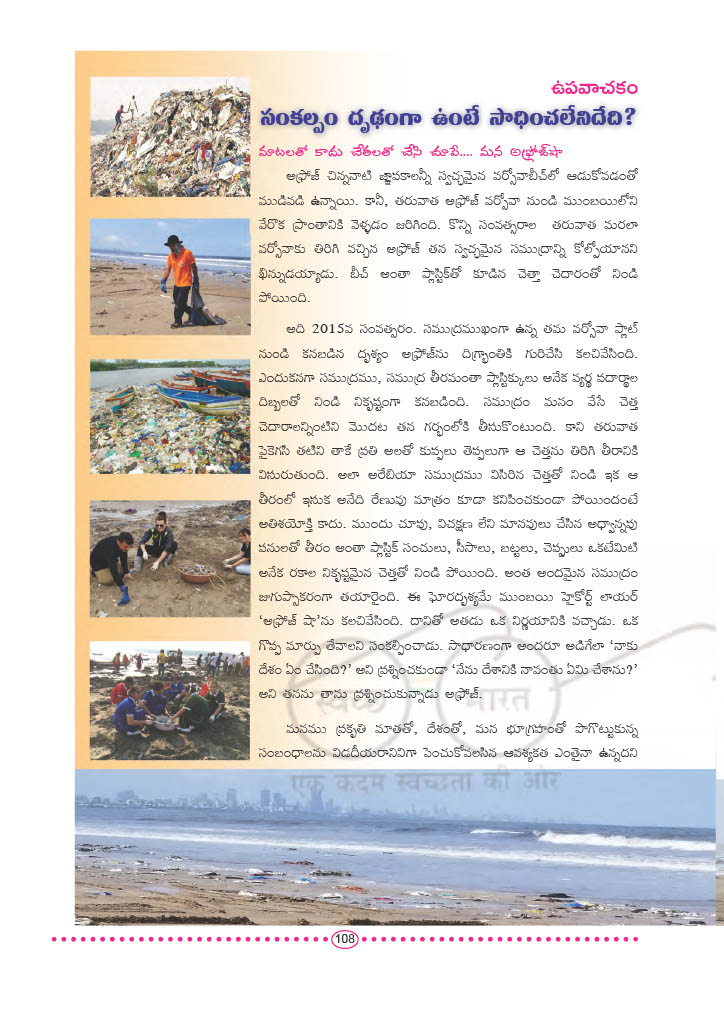 ఉపవాచకం
సంకల్పం దృఢంగా ఉంటే సాధించలేనిదేది?
మాటలతో కాదు చేతలతో చేసి చూపే.... మన అఫ్రోజ్‌షా
అఫ్రోజ్ చిన్ననాటి జ్ఞాపకాలన్నీ స్వచ్ఛమైన వర్సోవాబీచ్‌లో ఆడుకోవడంతో
ముడివడి ఉన్నాయి. కానీ, తరువాత అఫ్రోజ్ వర్సోవా నుండి ముంబయిలోని
వేరొక ప్రాంతానికి వెళ్ళడం జరిగింది. కొన్ని సంవత్సరాల తరువాత మరలా
వర్సోవాకు తిరిగి వచ్చిన అఫ్రోజ్ తన స్వచ్ఛమైన సముద్రాన్ని కోల్పోయానని
ఖిన్నుడయ్యాడు. బీచ్ అంతా ప్లాస్టిక్‌తో కూడిన చెత్తా చెదారంతో నిండి
పోయింది.
అది 2015వ సంవత్సరం. సముద్రముఖంగా ఉన్న తమ వర్సోవా ప్లాట్
నుండి కనబడిన దృశ్యం అఫ్రోజ్‌ను దిగ్భ్రాంతికి గురిచేసి కలచివేసింది.
ఎందుకనగా సముద్రము, సముద్ర తీరమంతా ప్లాస్టిక్కులు అనేక వ్యర్థ పదార్థాల
దిబ్బలతో నిండి నికృష్టంగా కనబడింది. సముద్రం మనం వేసే చెత్త
చెదారాలన్నింటిని మొదట తన గర్భంలోకి తీసుకొంటుంది. కాని తరువాత
పైకెగసి తటిని తాకే ప్రతి అలతో కుప్పలు తెప్పలుగా ఆ చెత్తను తిరిగి తీరానికి
విసురుతుంది. అలా అరేబియా సముద్రము విసిరిన చెత్తతో నిండి ఇక ఆ
తీరంలో ఇసుక అనేది రేణువు మాత్రం కూడా కనిపించకుండా పోయిందంటే
అతిశయోక్తి కాదు. ముందు చూపు, విచక్షణ లేని మానవులు చేసిన అధ్వాన్నపు
పనులతో తీరం అంతా ప్లాస్టిక్ సంచులు, సీసాలు, బట్టలు, చెప్పులు ఒకటేమిటి
అనేక రకాల నికృష్టమైన చెత్తతో నిండి పోయింది. అంత అందమైన సముద్రం
జుగుప్సాకరంగా తయారైంది. ఈ ఘోరదృశ్యమే ముంబయి హైకోర్ట్ లాయర్
‘అఫ్రోజ్ షా’ను కలచివేసింది. దానితో అతడు ఒక నిర్ణయానికి వచ్చాడు. ఒక
గొప్ప మార్పు తేవాలని సంకల్పించాడు. సాధారణంగా అందరూ అడిగేలా ‘నాకు
దేశం ఏం చేసింది?’ అని ప్రశ్నించకుండా ‘నేను దేశానికి నావంతు ఏమి చేశాను?’
అని తనను తాను ప్రశ్నించుకున్నాడు అఫ్రోజ్.
स्वच्छ भारत
మనము ప్రకృతి మాతతో, దేశంతో, మన భూగ్రహంతో పోగొట్టుకున్న
సంబంధాలను విడదీయరానివిగా పెంచుకోవలసిన ఆవశ్యకత ఎంతైనా ఉన్నదని
एक कदम स्वच्छता की ओर
108